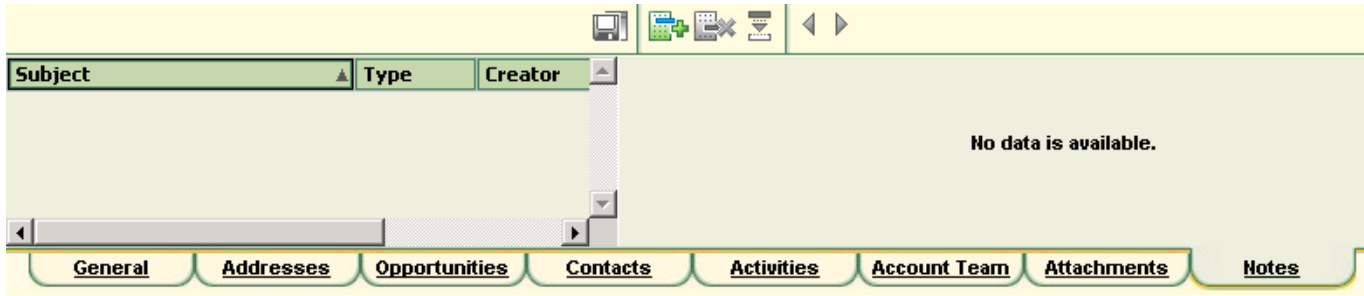 Subject Type Creator
No data is available.
General Addresses Opportunities Contacts Activities Account Team Attachments Notes